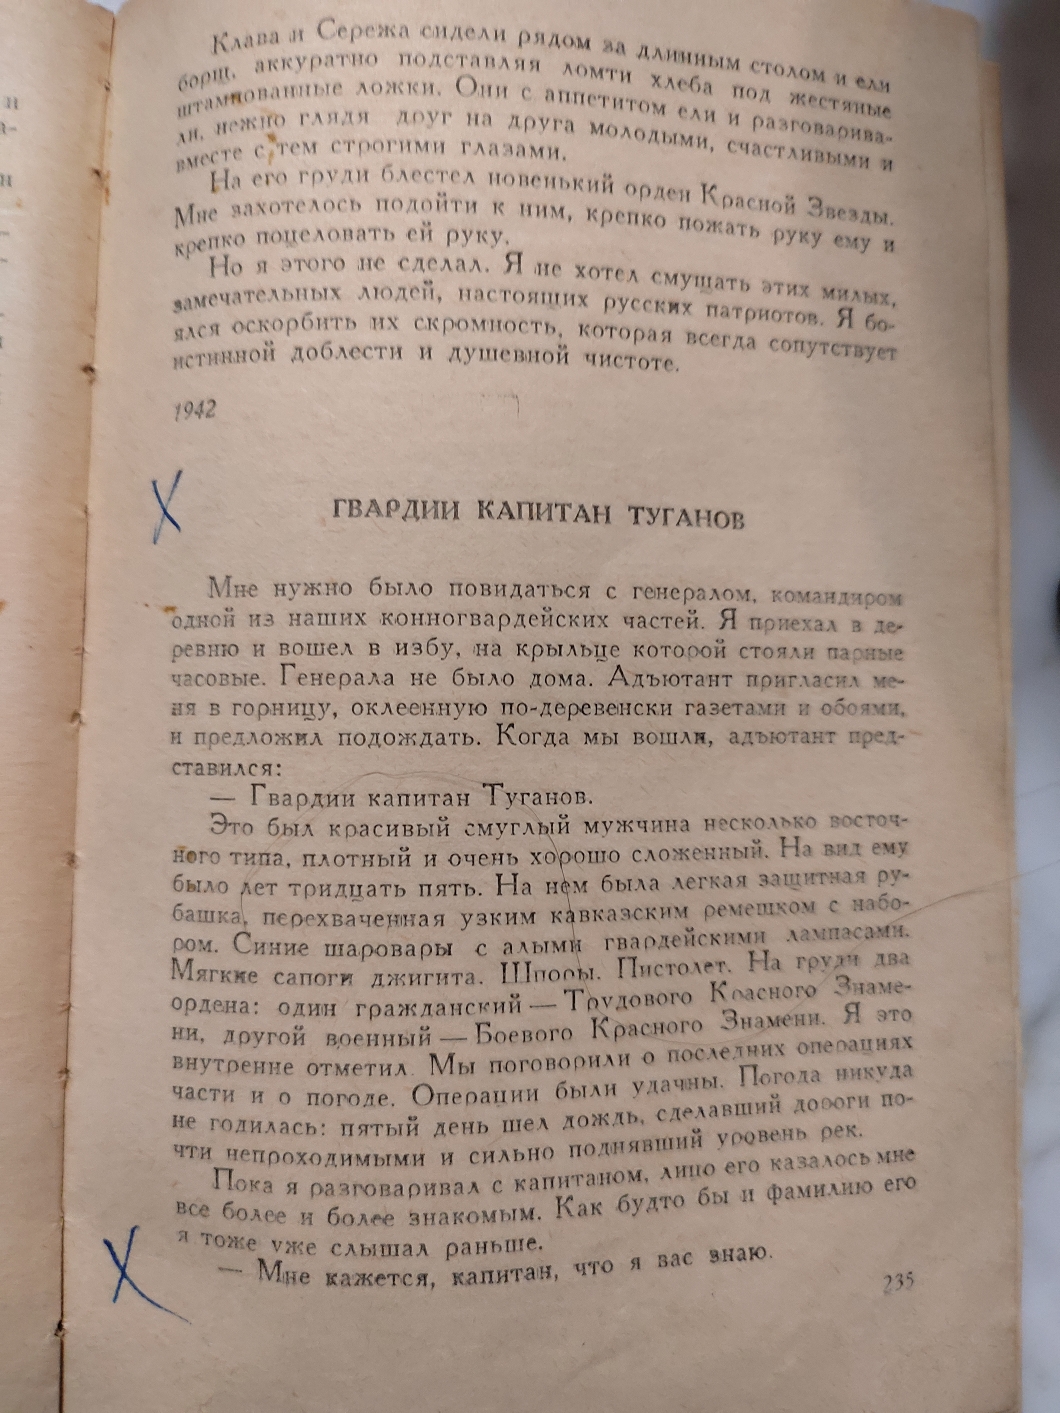 Клава и Сережа сидели рядом за длинным столом и ели
борщ, аккуратно подставляя ломти хлеба под жестяные
штампованные ложки. Они с аппетитом ели и разговарива-
ли, нежно глядя друг на друга молодыми, счастливыми и
вместе с тем строгими глазами.
На его груди блестел новенький орден Красной Звезды.
Мне захотелось подойти к ним, крепко пожать руку ему и
крепко поцеловать ей руку.
Но я этого не сделал. Я не хотел смущать этих милых,
замечательных людей, настоящих русских патриотов. Я бо-
ялся оскорбить их скромность, которая всегда сопутствует
истинной доблести и душевной чистоте.
1942
ГВАРДИИ КАПИТАН ТУГАНОВ
Мне нужно было повидаться с генералом, командиром
одной из наших конногвардейских частей. Я приехал в де-
ревню и вошел в избу, на крыльце которой стояли парные
часовые. Генерала не было дома. Адъютант пригласил ме-
ня в горницу, оклеенную по-деревенски газетами и обоями,
и предложил подождать. Когда мы вошли, адъютант пред-
ставился:
— Гвардии капитан Туганов.
Это был красивый смуглый мужчина несколько восточ-
ного типа, плотный и очень хорошо сложенный. На вид ему
было лет тридцать пять. На нем была легкая защитная ру-
башка, перехваченная узким кавказским ремешком с набо-
ром. Синие шаровары с алыми гвардейскими лампасами.
Мягкие сапоги джигита. Шпоры. Пистолет. На груди два
ордена: один гражданский — Трудового Красного Знаме-
ни, другой военный — Боевого Красного Знамени. Я это
внутренне отметил. Мы поговорили о последних операциях
части и о погоде. Операции были удачны. Погода никуда
не годилась: пятый день шел дождь, сделавший дороги по-
чти непроходимыми и сильно поднявший уровень рек.
Пока я разговаривал с капитаном, лицо его казалось мне
все более и более знакомым. Как будто бы и фамилию его
я тоже уже слышал раньше.
— Мне кажется, капитан, что я вас знаю.
235